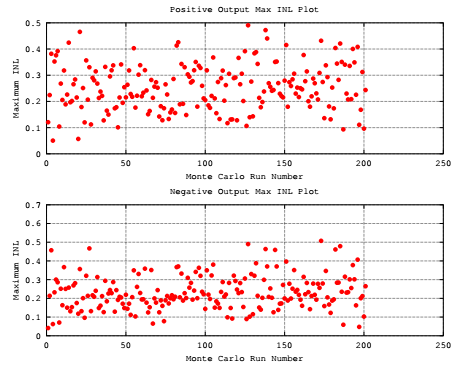 Positive Output Max INL Plot
0.5
0.4
0.3
0.2
0.1
0
Maximum INL
0 50 100 150 200 250
Monte Carlo Run Number
Negative Output Max INL Plot
0.7
0.6
0.5
0.4
0.3
0.2
0.1
0
Maximum INL
0 50 100 150 200 250
Monte Carlo Run Number